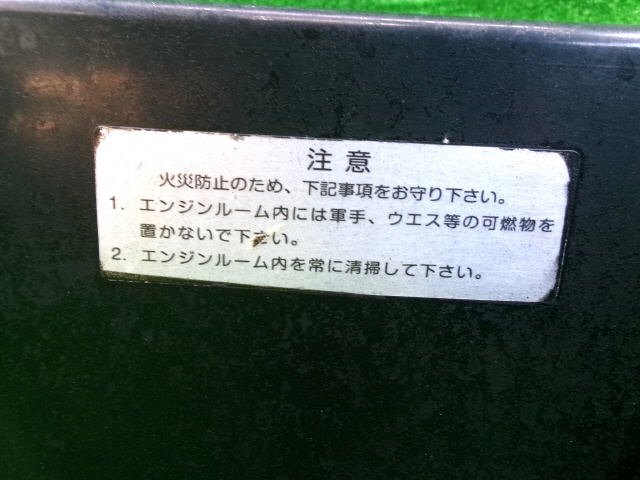 注意
火災防止のため、下記事項をお守り下さい。
1. エンジンルーム内には軍手、ウエス等の可燃物を
置かないで下さい。
2. エンジンルーム内を常に清掃して下さい。